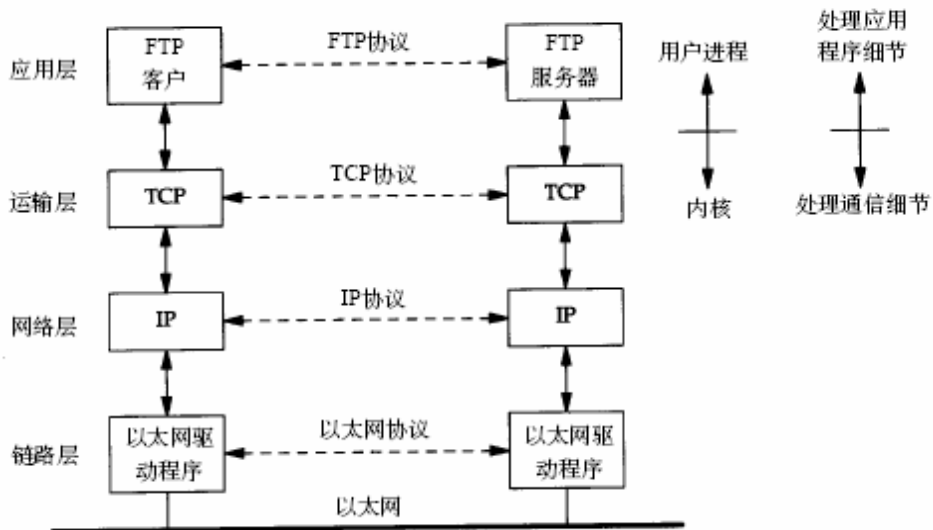 应用层
FTP
客户
FTP协议
FTP
服务器
用户进程
处理应用
程序细节
运输层
TCP
TCP协议
TCP
内核
处理通信细节
网络层
IP
IP协议
IP
链路层
以太网驱
动程序
以太网协议
以太网驱
动程序
以太网